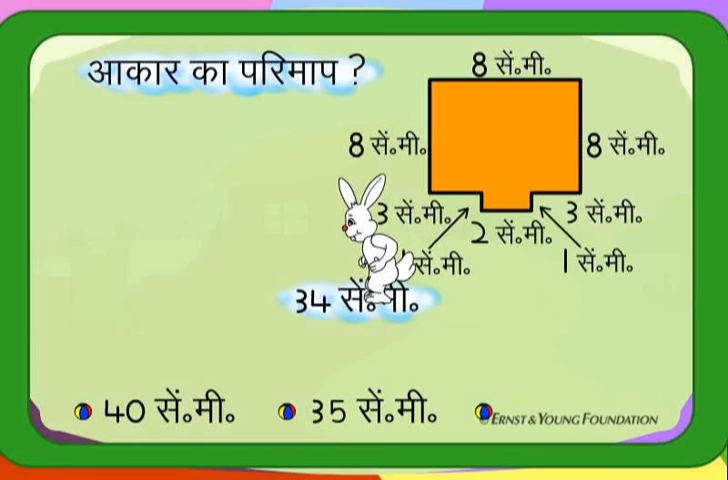 आकार का परिमाप ?
8 सें॰मी॰
8 सें॰मी॰
8 सें॰मी॰
3 सें॰मी॰
3 सें॰मी॰
2 सें॰मी॰
सें॰मी॰
1 सें॰मी॰
34 सें॰मी॰
40 सें॰मी॰
35 सें॰मी॰
©ERNST & YOUNG FOUNDATION